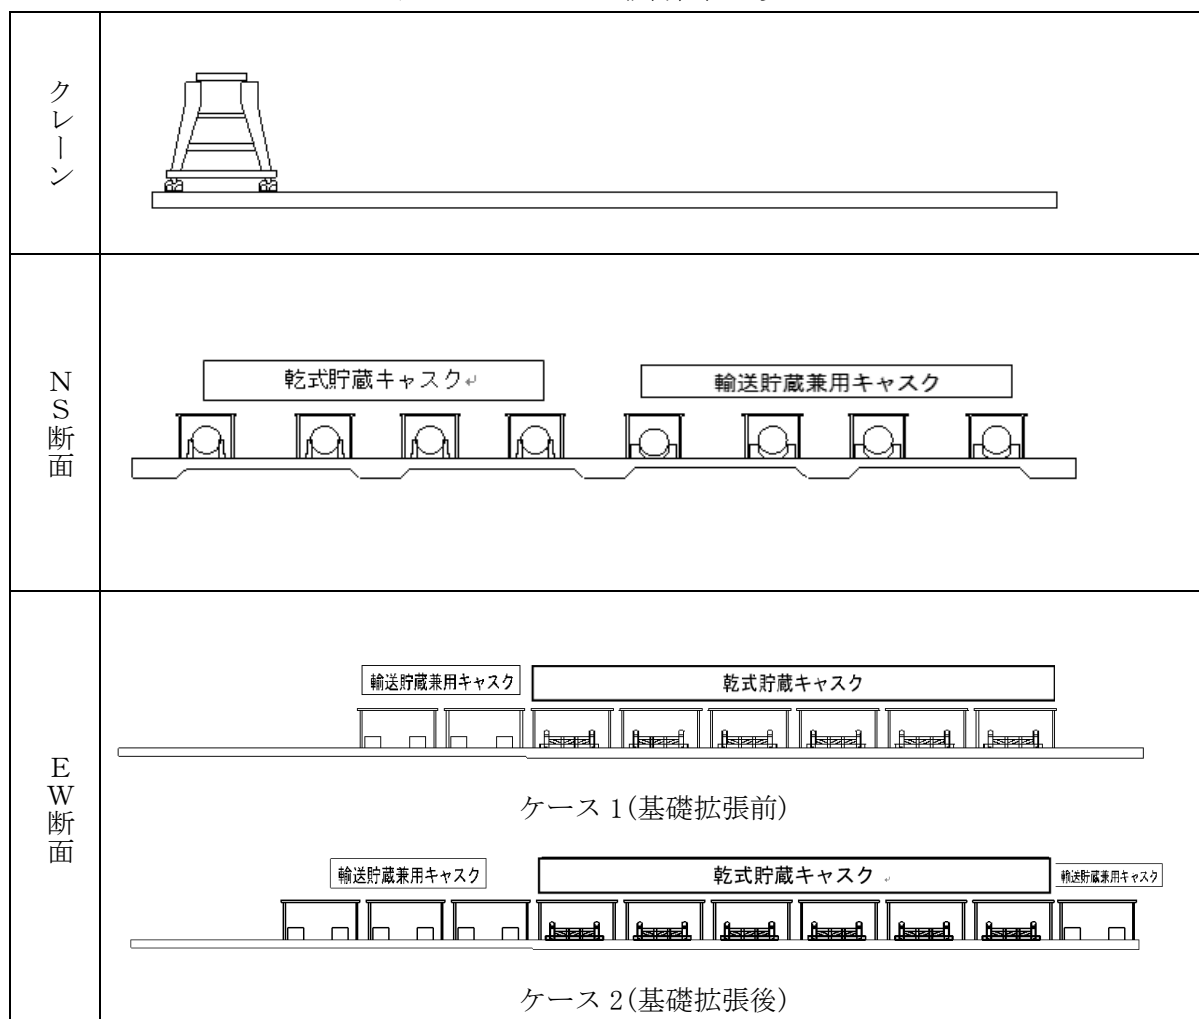 クレーン
NS断面
乾式貯蔵キャスク↵
輸送貯蔵兼用キャスク
EW断面
輸送貯蔵兼用キャスク
乾式貯蔵キャスク
ケース 1(基礎拡張前)
輸送貯蔵兼用キャスク
乾式貯蔵キャスク
輸送貯蔵兼用キャスク
ケース 2(基礎拡張後)